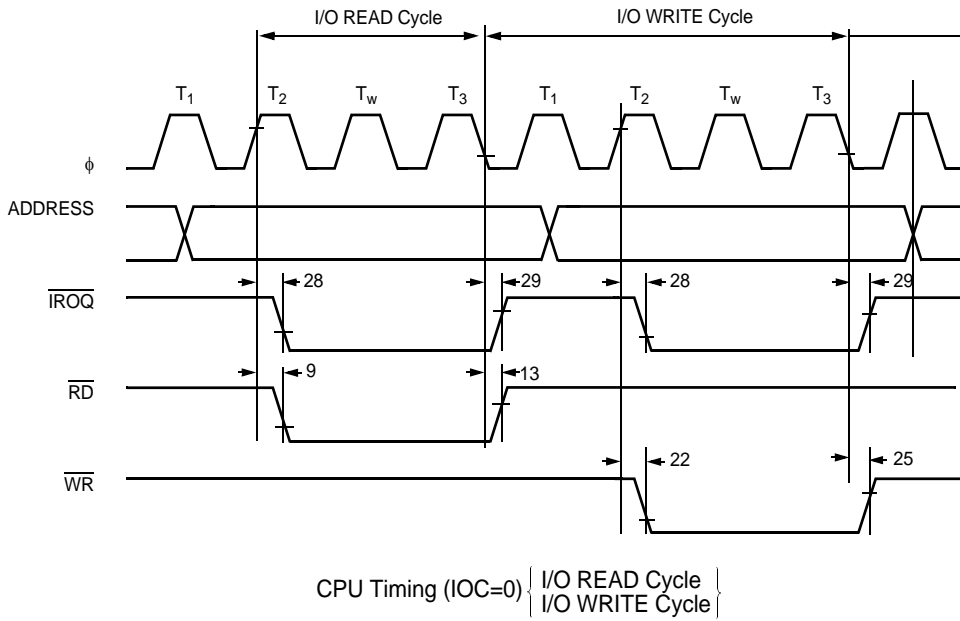 I/O READ Cycle
I/O WRITE Cycle
T1 T2 Tw T3 T1 T2 Tw T3
ϕ
ADDRESS
28 29 28 29
IROQ
9 13
RD
22 25
WR
CPU Timing (IOC=0) { I/O READ Cycle
I/O WRITE Cycle }